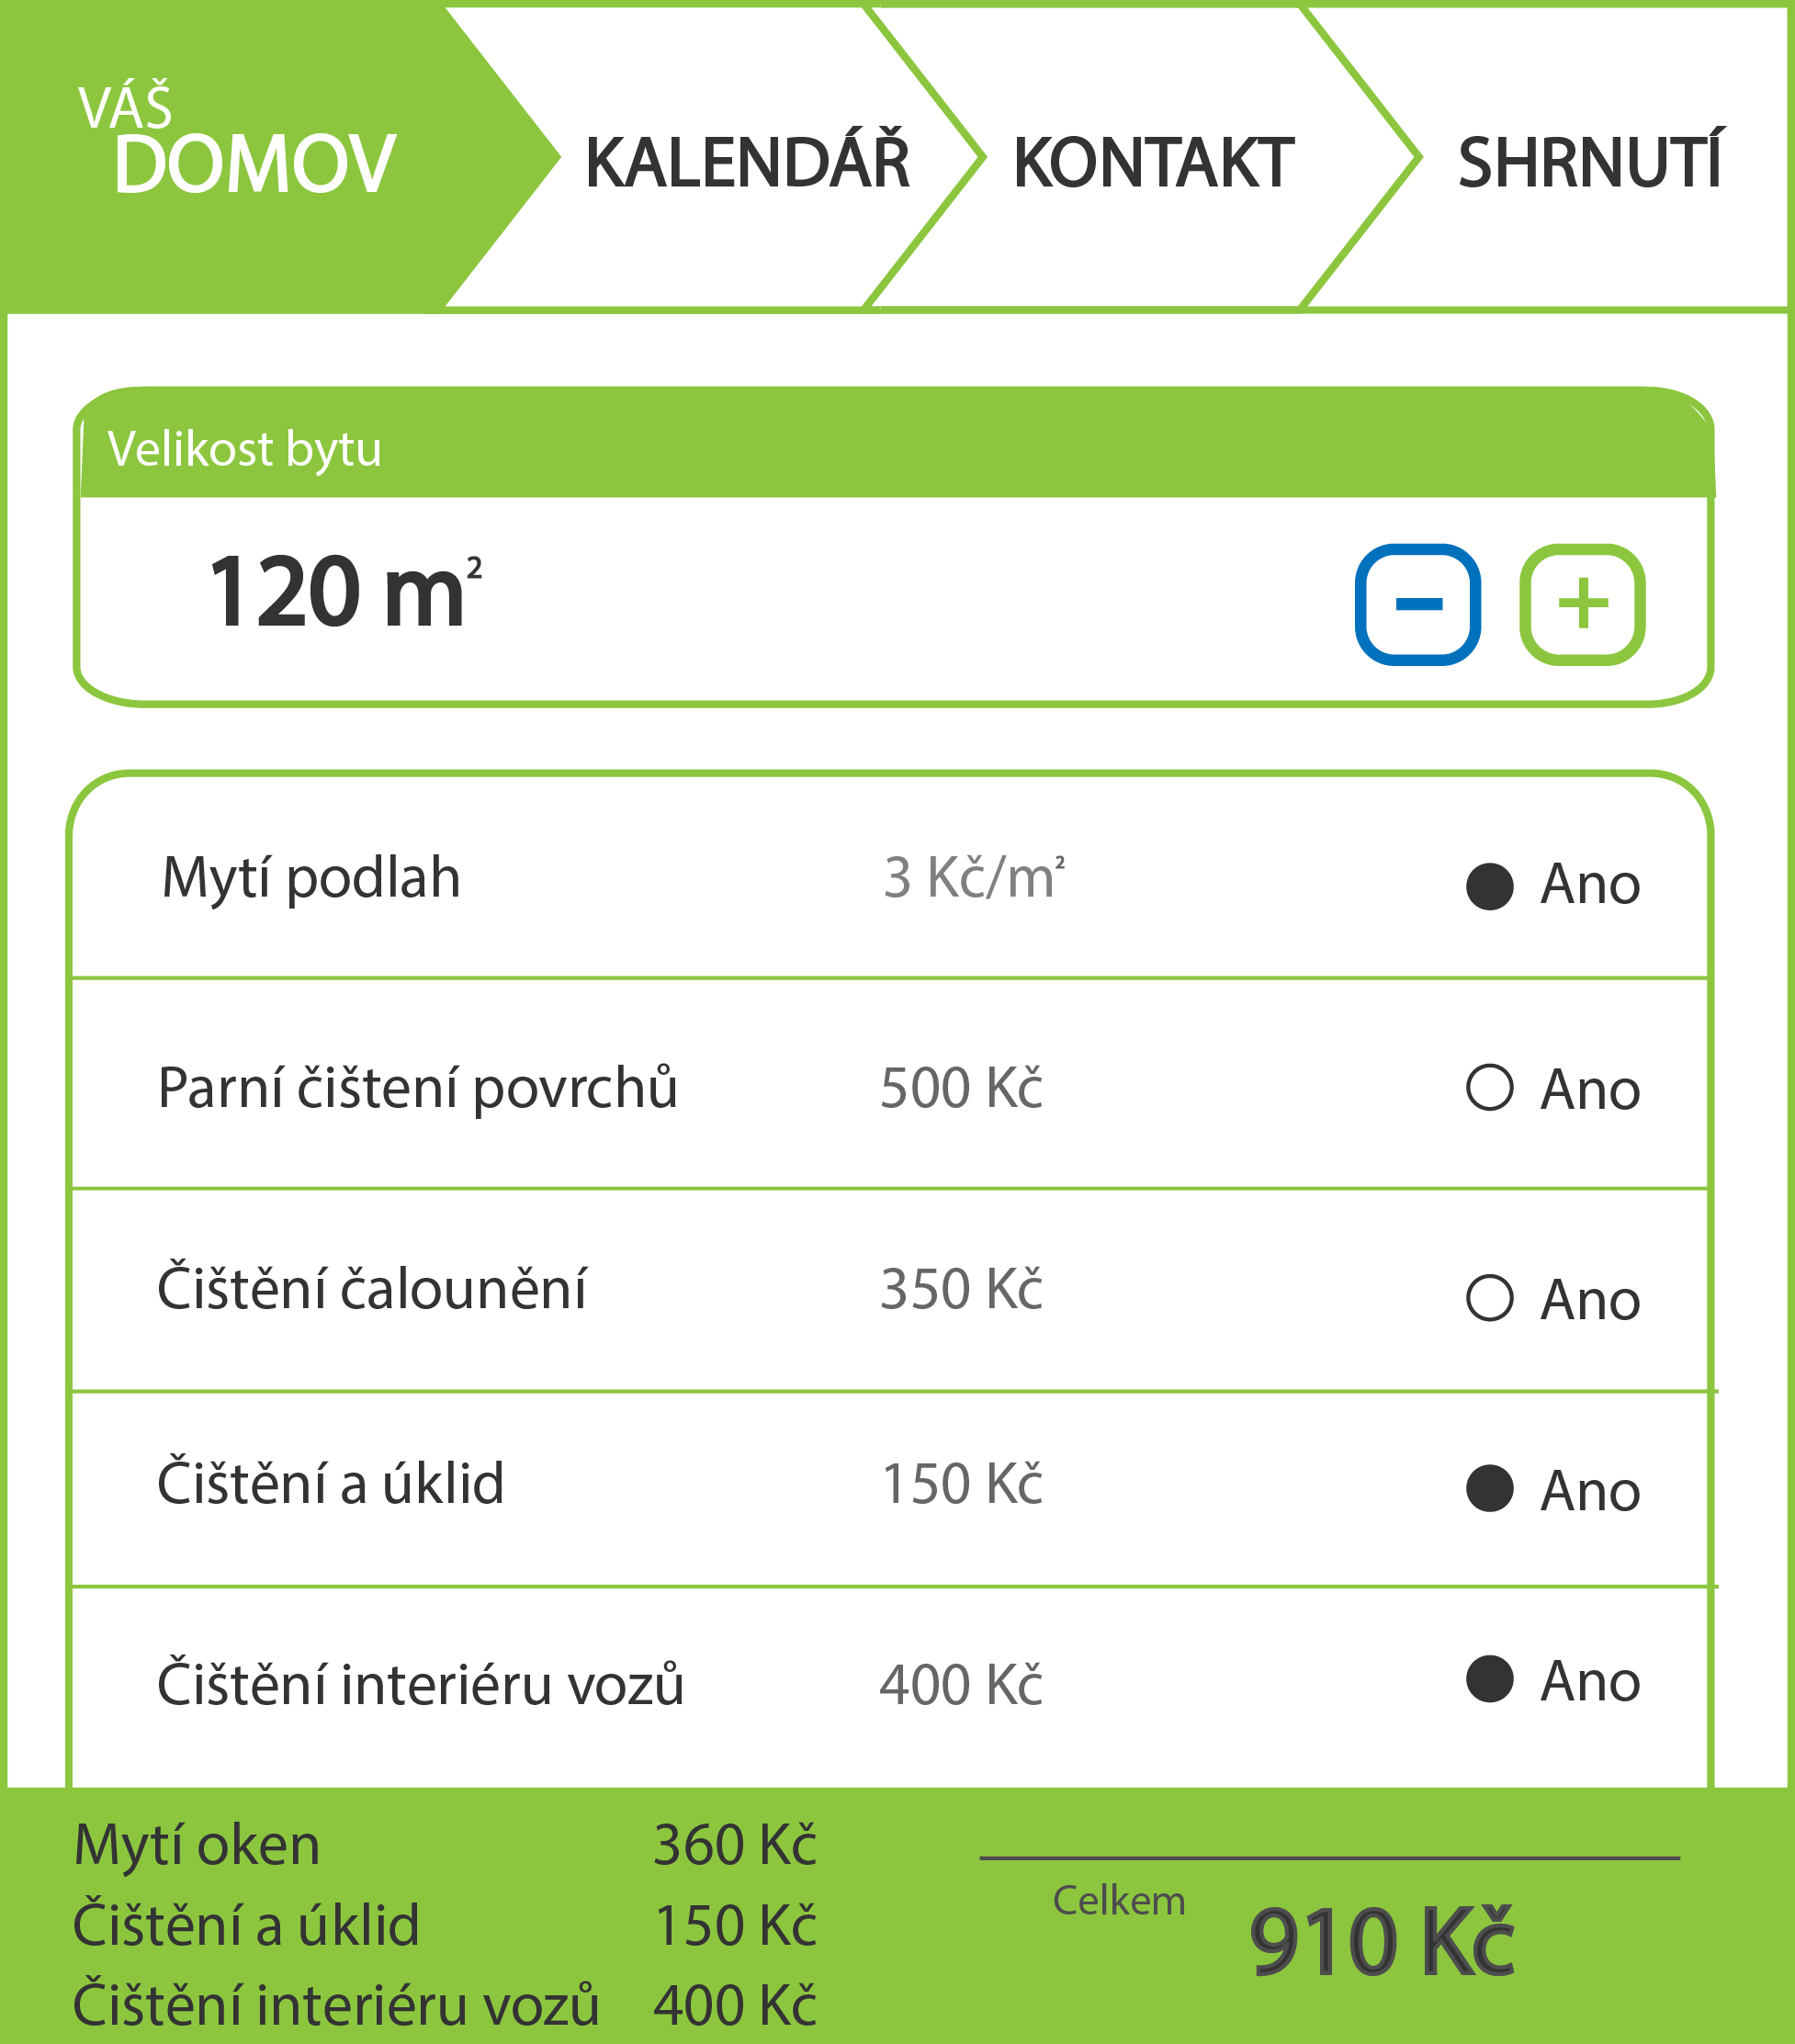 VÁŠ
DOMOV
KALENDÁŘ
KONTAKT
SHRNUTÍ
Velikost bytu
120 m²
− +
Mytí podlah 3 Kč/m² Ano
Parní čištení povrchů 500 Kč Ano
Čištění čalounění 350 Kč Ano
Čištění a úklid 150 Kč Ano
Čištění interiéru vozů 400 Kč Ano
Mytí oken 360 Kč
Čištění a úklid 150 Kč
Čištění interiéru vozů 400 Kč
Celkem 910 Kč